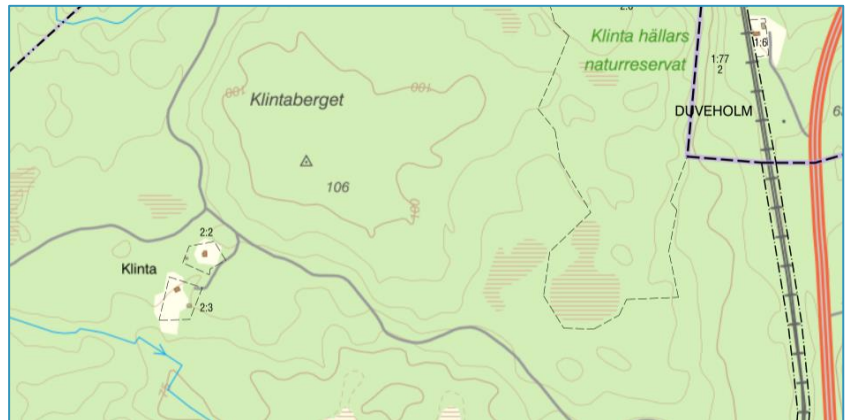 Klinta hällars
naturreservat
1:6
1:77
2
DUVEHOLM
100
100
Klintaberget
106
100
2:2
Klinta
2:3